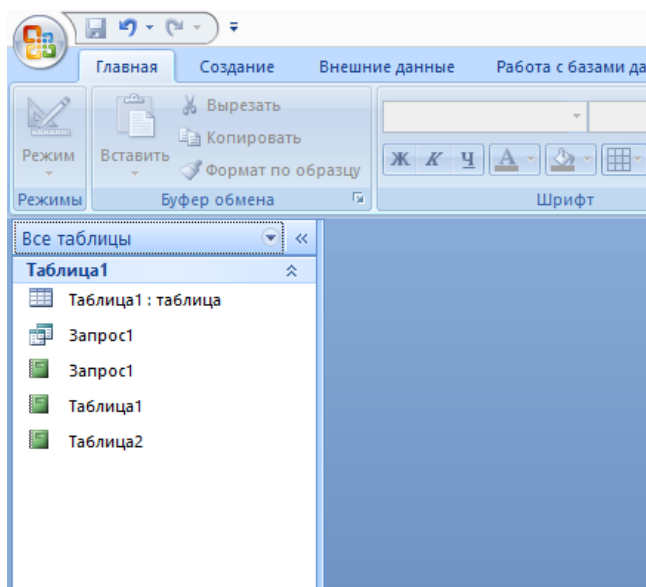 Главная Создание Внешние данные Работа с базами да
Режим Вставить Вырезать
Копировать
Формат по образцу
Ж К Ч А
Режимы Буфер обмена Шрифт
Все таблицы
Таблица1
Таблица1 : таблица
Запрос1
Запрос1
Таблица1
Таблица2